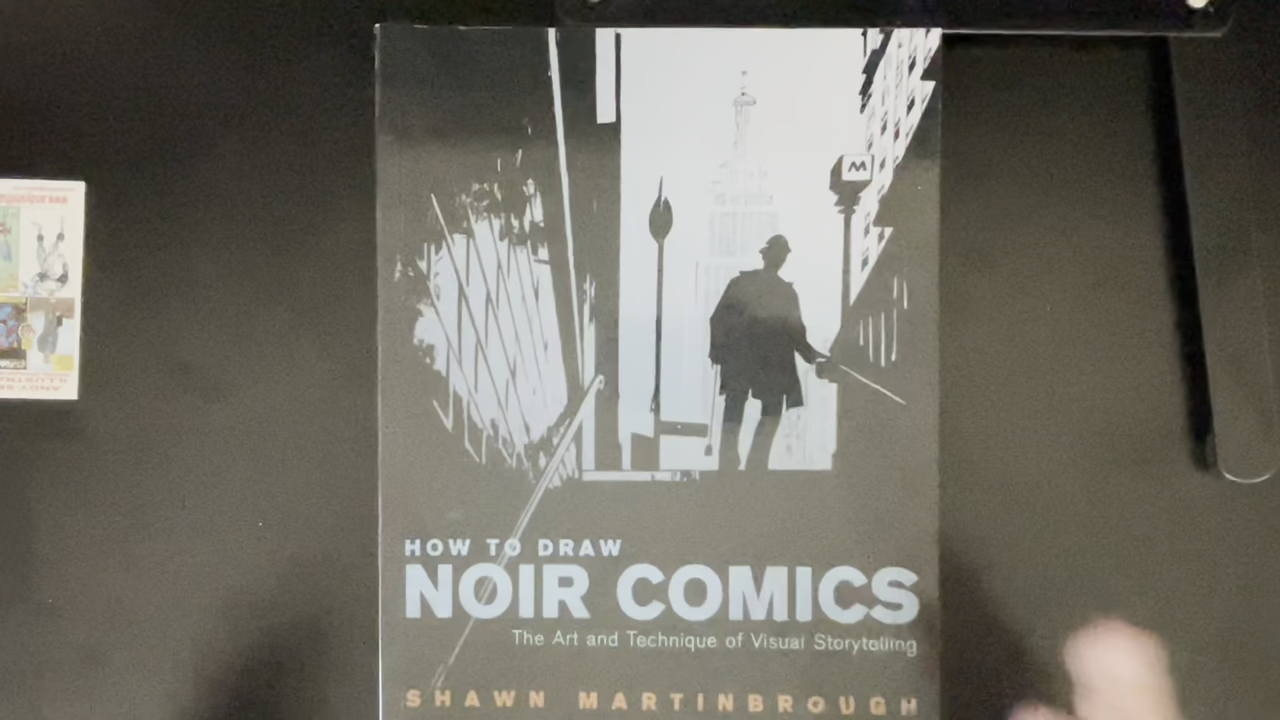 M
HOW TO DRAW
NOIR COMICS
The Art and Technique of Visual Storytelling
SHAWN MARTINBROUGH